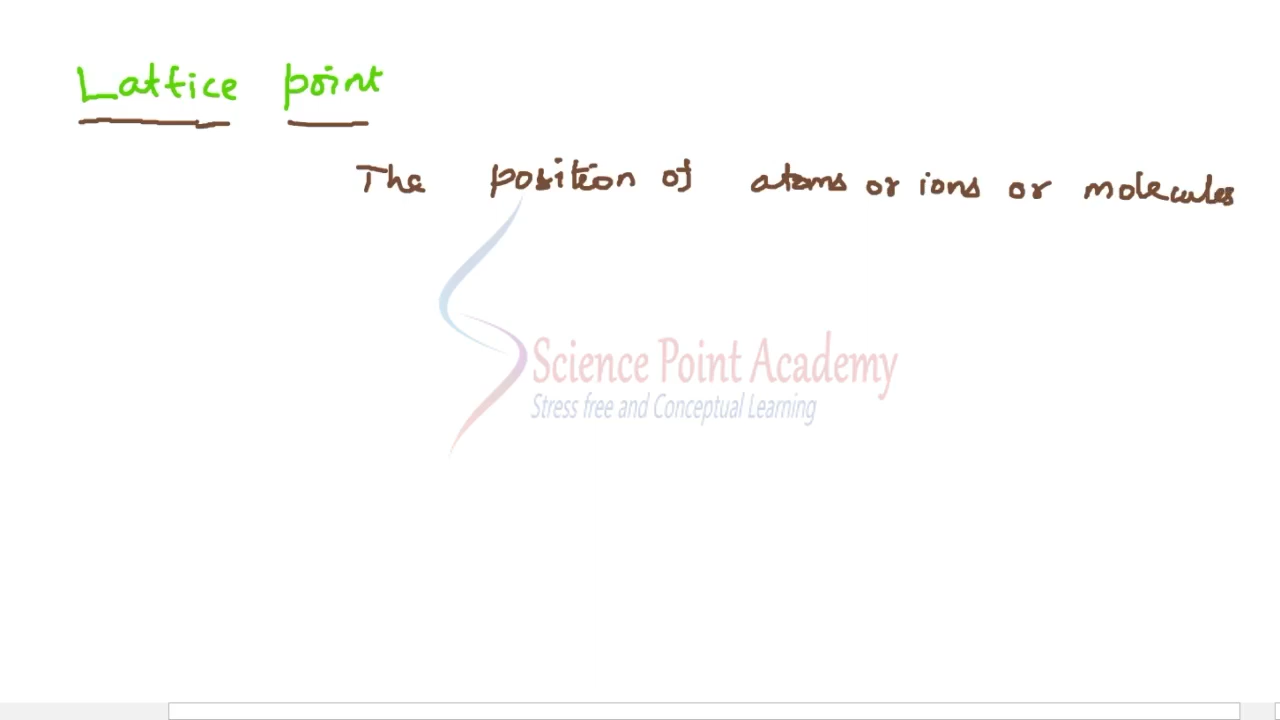 Lattice point
The position of atoms or ions or molecules
Science Point Academy
Stress free and Conceptual Learning